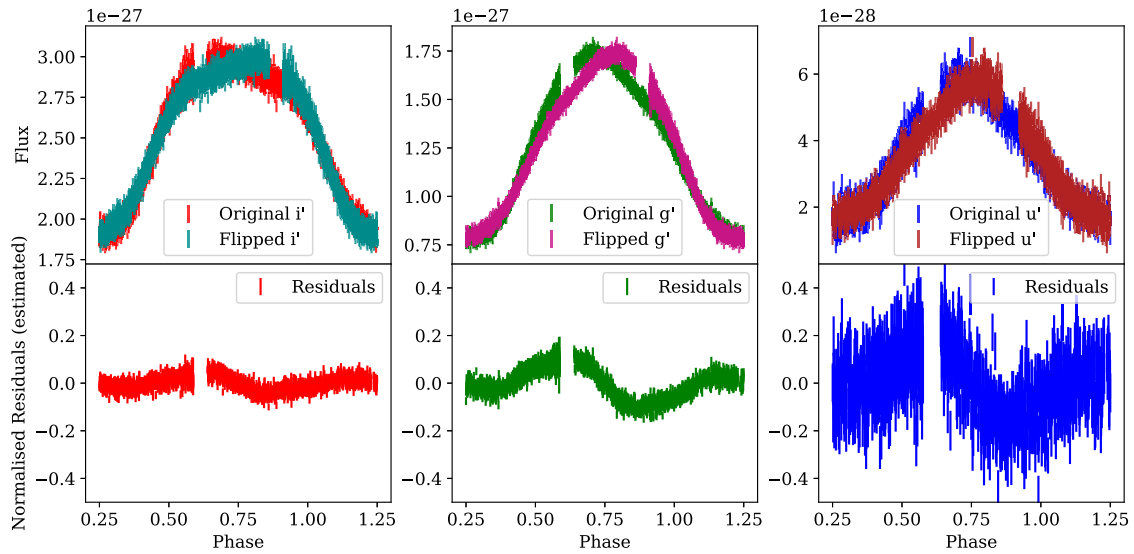 1e−27
3.00
2.75
2.50
2.25
2.00
1.75
Flux
Original i'
Flipped i'
1e−27
1.75
1.50
1.25
1.00
0.75
Original g'
Flipped g'
1e−28
6
4
2
Original u'
Flipped u'
Normalised Residuals (estimated)
0.4
0.2
0.0
−0.2
−0.4
Residuals
0.25
0.50
0.75
1.00
1.25
Phase
0.4
0.2
0.0
−0.2
−0.4
Residuals
0.25
0.50
0.75
1.00
1.25
Phase
0.4
0.2
0.0
−0.2
−0.4
Residuals
0.25
0.50
0.75
1.00
1.25
Phase